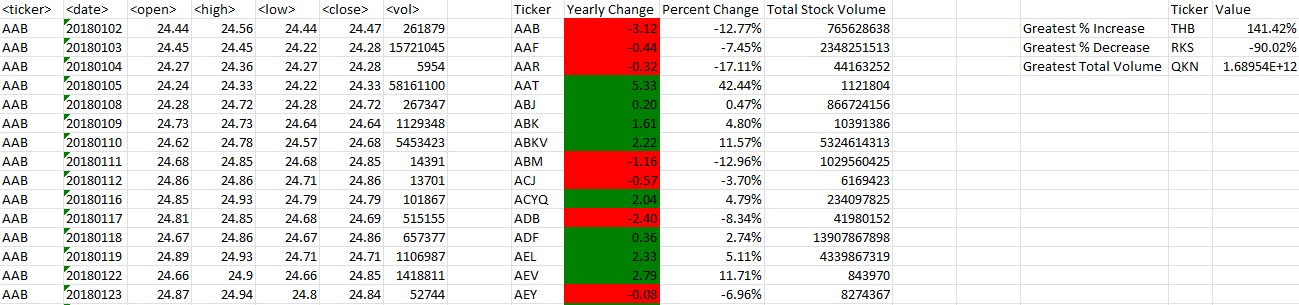 <ticker> <date> <open> <high> <low> <close> <vol> Ticker Yearly Change Percent Change Total Stock Volume Ticker Value
AAB 20180102 24.44 24.56 24.44 24.47 261879 AAB -3.12 -12.77% 765628638 Greatest % Increase THB 141.42%
AAB 20180103 24.45 24.45 24.22 24.28 15721045 AAF -0.44 -7.45% 2348251513 Greatest % Decrease RKS -90.02%
AAB 20180104 24.27 24.36 24.27 24.28 5954 AAR -0.32 -17.11% 44163252 Greatest Total Volume QKN 1.68954E+12
AAB 20180105 24.24 24.33 24.22 24.33 58161100 AAT 5.33 42.44% 1121804
AAB 20180108 24.28 24.72 24.28 24.72 267347 ABJ 0.20 0.47% 866724156
AAB 20180109 24.73 24.73 24.64 24.64 1129348 ABK 1.61 4.80% 10391386
AAB 20180110 24.62 24.78 24.57 24.68 5453423 ABKV 2.22 11.57% 5324614313
AAB 20180111 24.68 24.85 24.68 24.85 14391 ABM -1.16 -12.96% 1029560425
AAB 20180112 24.86 24.86 24.71 24.86 13701 ACJ -0.57 -3.70% 6169423
AAB 20180116 24.85 24.93 24.79 24.79 101867 ACYQ 2.04 4.79% 234097825
AAB 20180117 24.81 24.85 24.68 24.69 515155 ADB -2.40 -8.34% 41980152
AAB 20180118 24.67 24.86 24.67 24.86 657377 ADF 0.36 2.74% 13907867898
AAB 20180119 24.89 24.93 24.71 24.71 1106987 AEL 2.33 5.11% 4339867319
AAB 20180122 24.66 24.9 24.66 24.85 1418811 AEV 2.79 11.71% 843970
AAB 20180123 24.87 24.94 24.8 24.84 52744 AEY -0.08 -6.96% 8274367